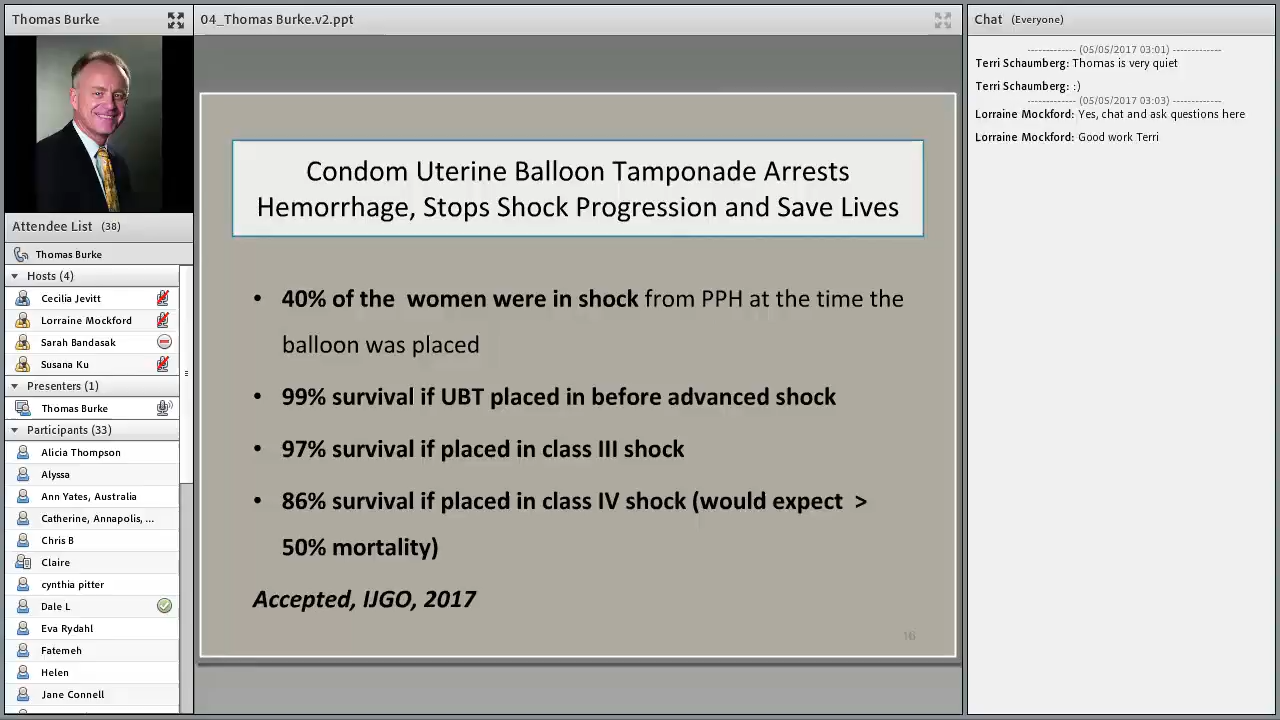 Thomas Burke
04_Thomas Burke.v2.ppt
Chat (Everyone)
------------- (05/05/2017 03:01) -------------
Terri Schaumberg: Thomas is very quiet
Terri Schaumberg: :)
------------- (05/05/2017 03:03) -------------
Lorraine Mockford: Yes, chat and ask questions here
Lorraine Mockford: Good work Terri
Attendee List (38)
Thomas Burke
Hosts (4)
Cecilia Jevitt
Lorraine Mockford
Sarah Bandasak
Susana Ku
Presenters (1)
Thomas Burke
Participants (33)
Alicia Thompson
Alyssa
Ann Yates, Australia
Catherine, Annapolis, ...
Chris B
Claire
cynthia pitter
Dale L
Eva Rydahl
Fatemeh
Helen
Jane Connell
Condom Uterine Balloon Tamponade Arrests
Hemorrhage, Stops Shock Progression and Save Lives
• 40% of the women were in shock from PPH at the time the
balloon was placed
• 99% survival if UBT placed in before advanced shock
• 97% survival if placed in class III shock
• 86% survival if placed in class IV shock (would expect >
50% mortality)
Accepted, IJGO, 2017
16